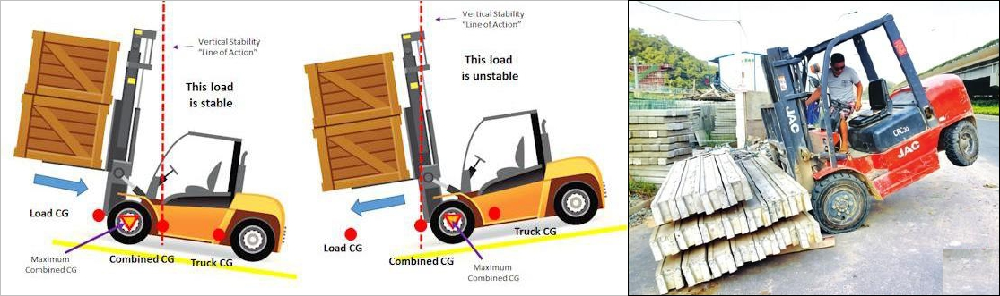 Vertical Stability
"Line of Action"
This load
is stable
Load CG
Maximum
Combined CG
Combined CG
Truck CG
Vertical Stability
"Line of Action"
This load
is unstable
Load CG
Combined CG
Truck CG
Maximum
Combined CG
JAC
CPC30
JAC